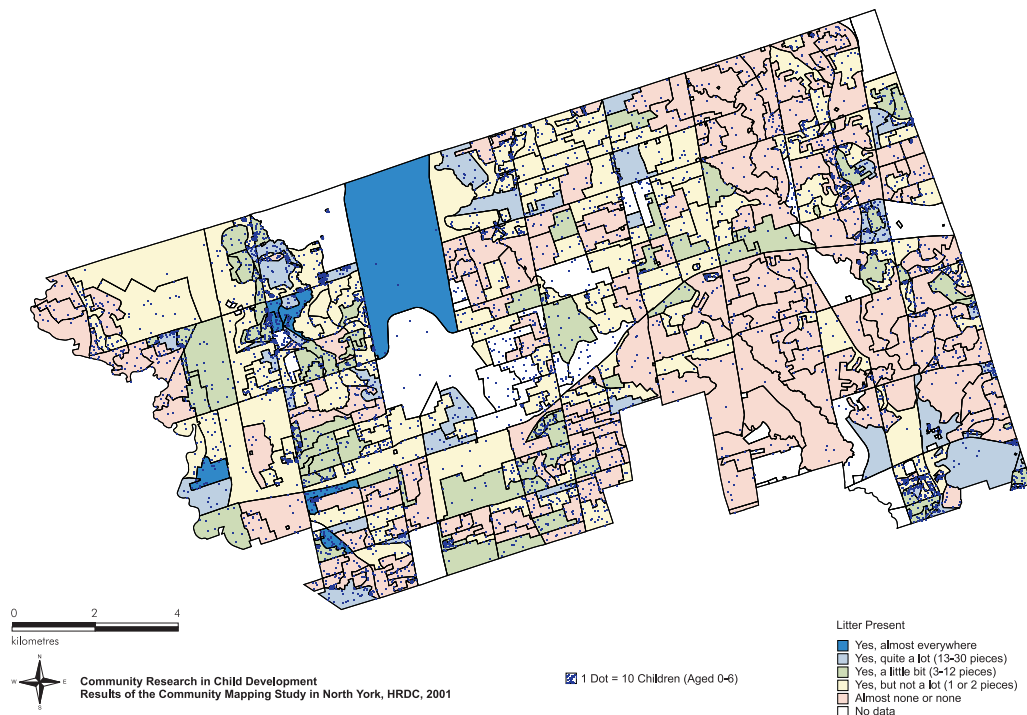 0 2 4
kilometres
N
W E
S
Community Research in Child Development
Results of the Community Mapping Study in North York, HRDC, 2001
1 Dot = 10 Children (Aged 0-6)
Litter Present
Yes, almost everywhere
Yes, quite a lot (13-30 pieces)
Yes, a little bit (3-12 pieces)
Yes, but not a lot (1 or 2 pieces)
Almost none or none
No data